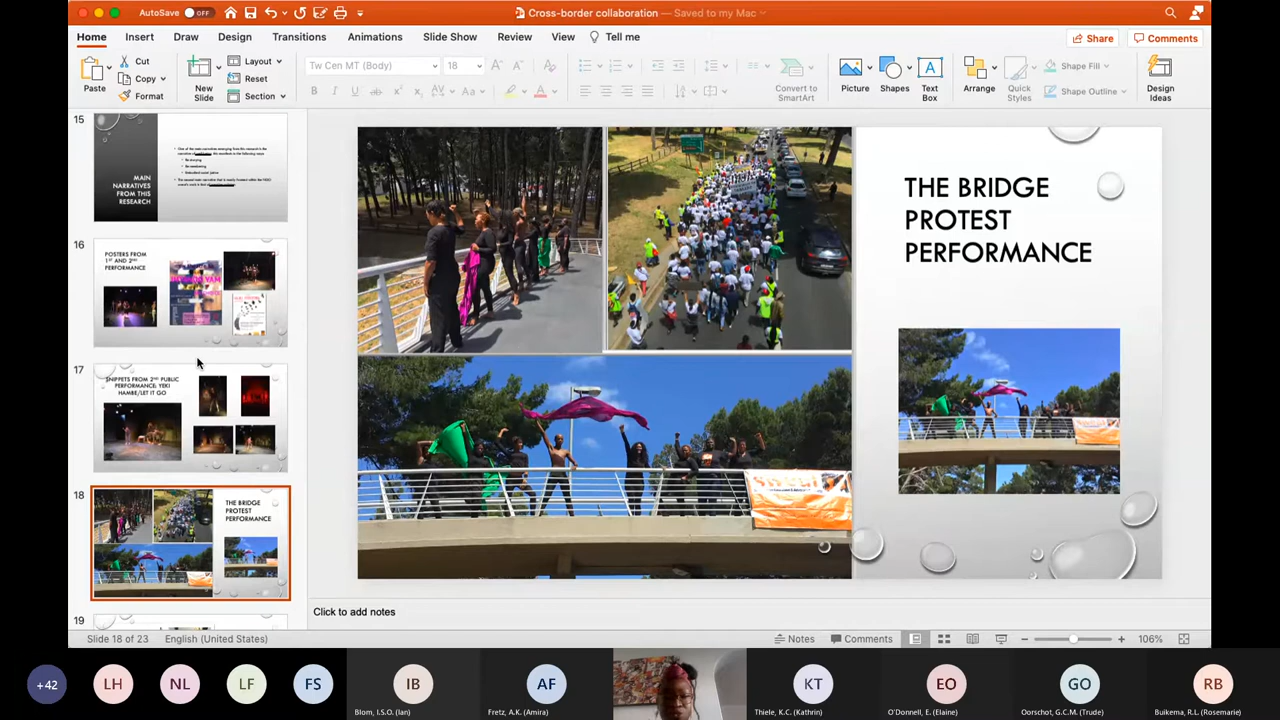 AutoSave OFF
Cross-border collaboration — Saved to my Mac
Home Insert Draw Design Transitions Animations Slide Show Review View Tell me
Share Comments
Paste
Cut
Copy
Format
New
Slide
Layout
Reset
Section
Tw Cen MT (Body) 18
Convert to
SmartArt
Picture
Shapes
Text
Box
Arrange
Quick
Styles
Shape Fill
Shape Outline
Design
Ideas
15
MAIN
NARRATIVES
FROM THIS
RESEARCH
16
POSTERS FROM
1ST AND 2ND
PERFORMANCE
17
SNIPPETS FROM 2ND PUBLIC
PERFORMANCE: YEKI
HAMBE/LET IT GO
18
THE BRIDGE
PROTEST
PERFORMANCE
19
THE BRIDGE
PROTEST
PERFORMANCE
Click to add notes
Slide 18 of 23 English (United States)
Notes Comments 106%
+42 LH NL LF FS IB AF KT EO GO RB
Blom, I.S.O. (Ian) Fretz, A.K. (Amira) Thiele, K.C. (Kathrin) O'Donnell, E. (Elaine) Oorschot, G.C.M. (Trude) Buikema, R.L. (Rosemarie)